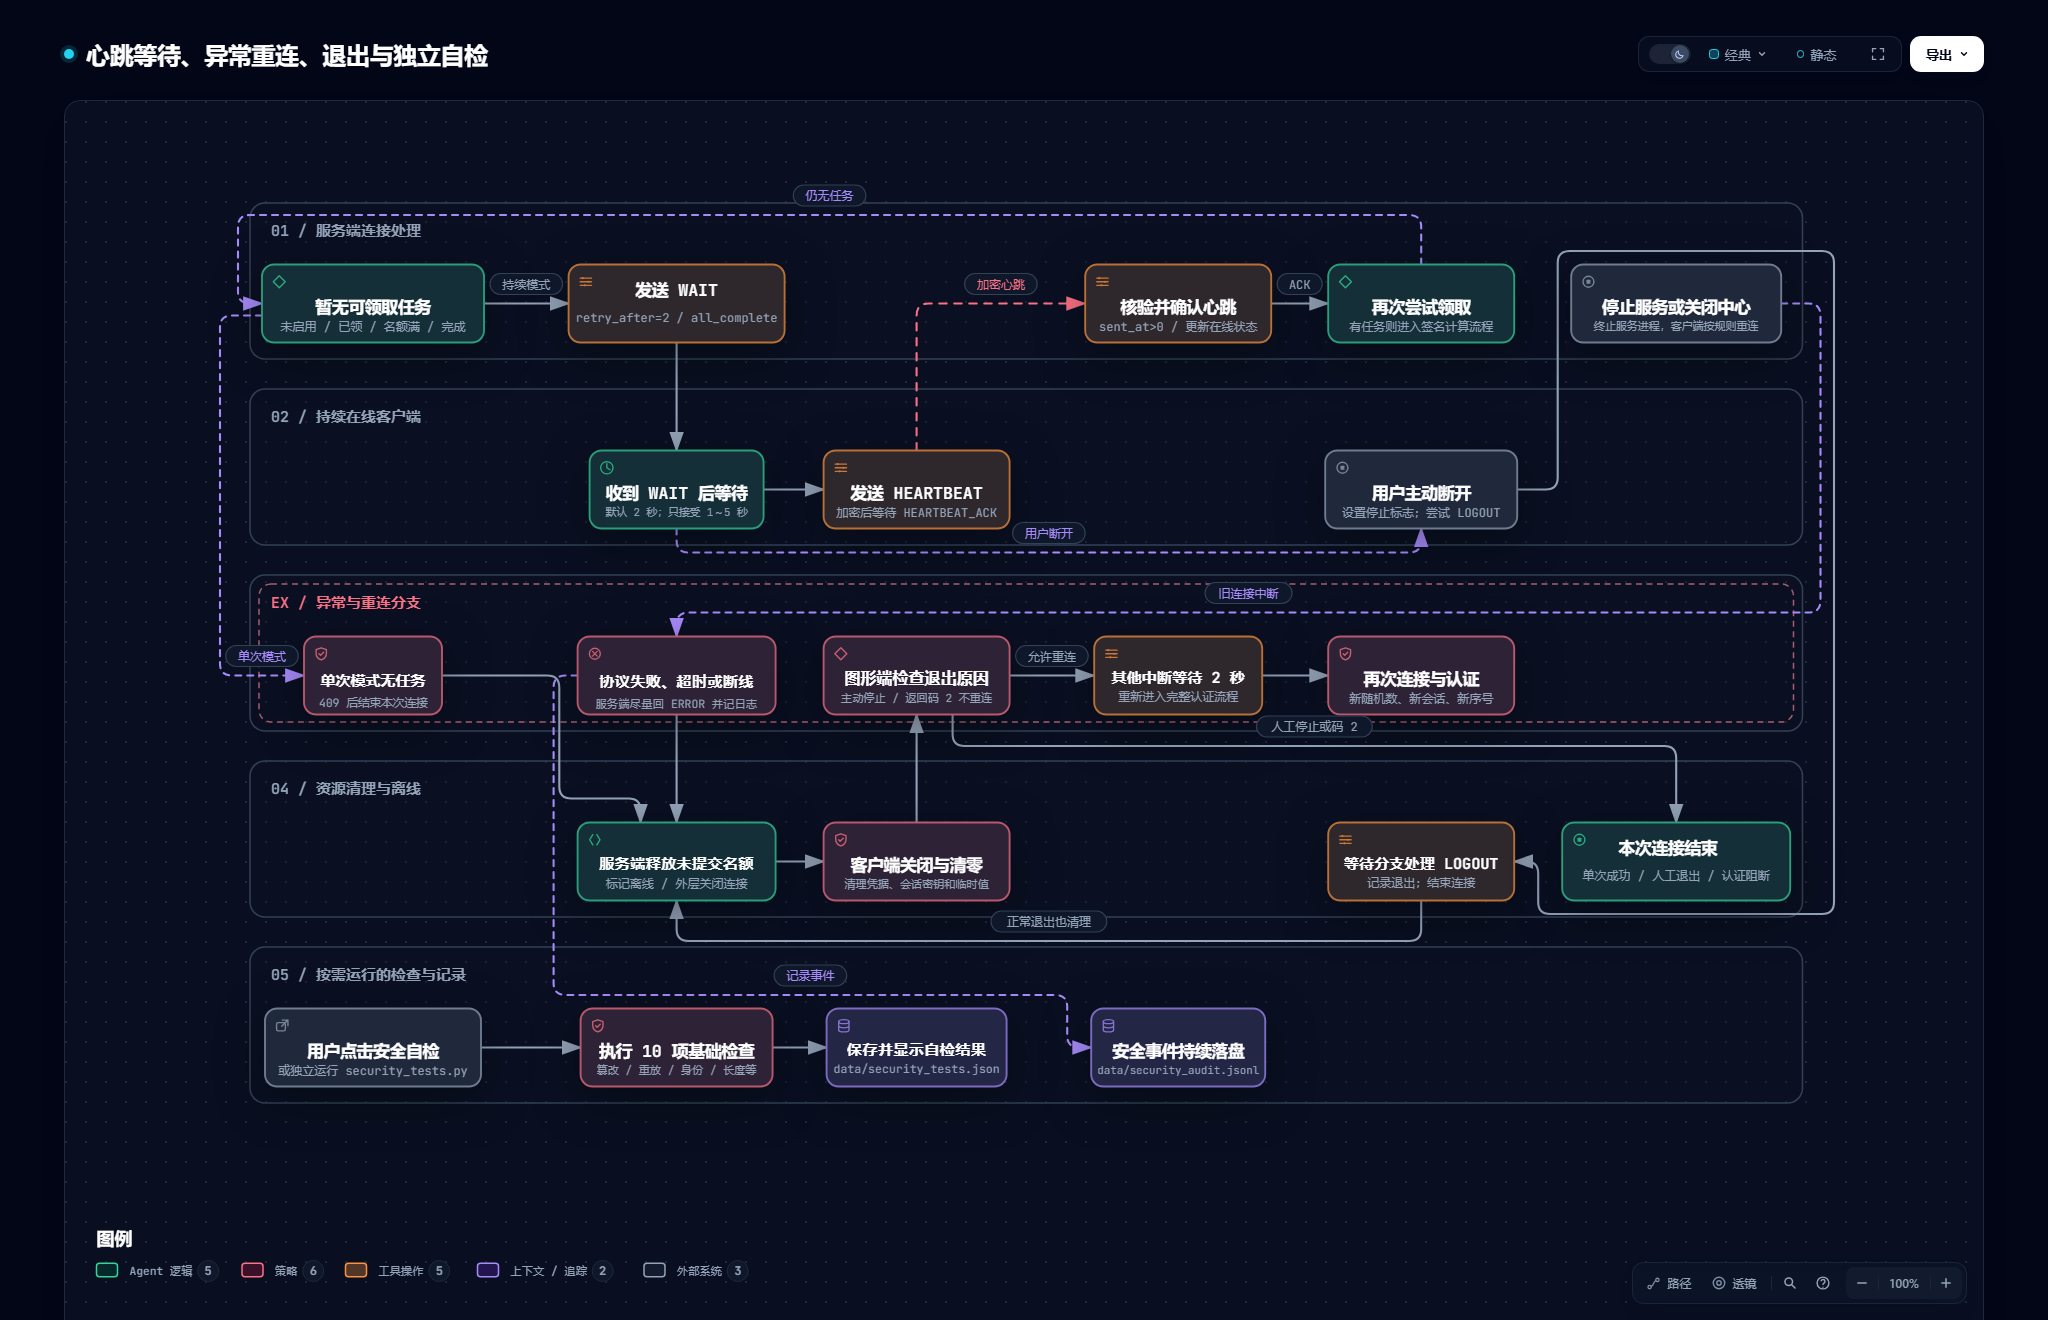 心跳等待、异常重连、退出与独立自检
经典
静态
导出
仍无任务
01 / 服务端连接处理
暂无可领取任务
未启用 / 已领 / 名额满 / 完成
持续模式
发送 WAIT
retry_after=2 / all_complete
加密心跳
核验并确认心跳
sent_at>0 / 更新在线状态
ACK
再次尝试领取
有任务则进入签名计算流程
停止服务或关闭中心
终止服务进程，客户端按规则重连
02 / 持续在线客户端
收到 WAIT 后等待
默认 2 秒；只接受 1~5 秒
发送 HEARTBEAT
加密后等待 HEARTBEAT_ACK
用户主动断开
设置停止标志；尝试 LOGOUT
用户断开
旧连接中断
EX / 异常与重连分支
单次模式
单次模式无任务
409 后结束本次连接
协议失败、超时或断线
服务端尽量回 ERROR 并记日志
图形端检查退出原因
主动停止 / 返回码 2 不重连
允许重连
其他中断等待 2 秒
重新进入完整认证流程
再次连接与认证
新随机数、新会话、新序号
人工停止或码 2
04 / 资源清理与离线
服务端释放未提交名额
标记离线 / 外层关闭连接
客户端关闭与清零
清理凭据、会话密钥和临时值
等待分支处理 LOGOUT
记录退出；结束连接
本次连接结束
单次成功 / 人工退出 / 认证阻断
正常退出也清理
05 / 按需运行的检查与记录
记录事件
用户点击安全自检
或独立运行 security_tests.py
执行 10 项基础检查
篡改 / 重放 / 身份 / 长度等
保存并显示自检结果
data/security_tests.json
安全事件持续落盘
data/security_audit.jsonl
图例
Agent 逻辑 5
策略 6
工具操作 5
上下文 / 追踪 2
外部系统 3
路径
透镜
100%